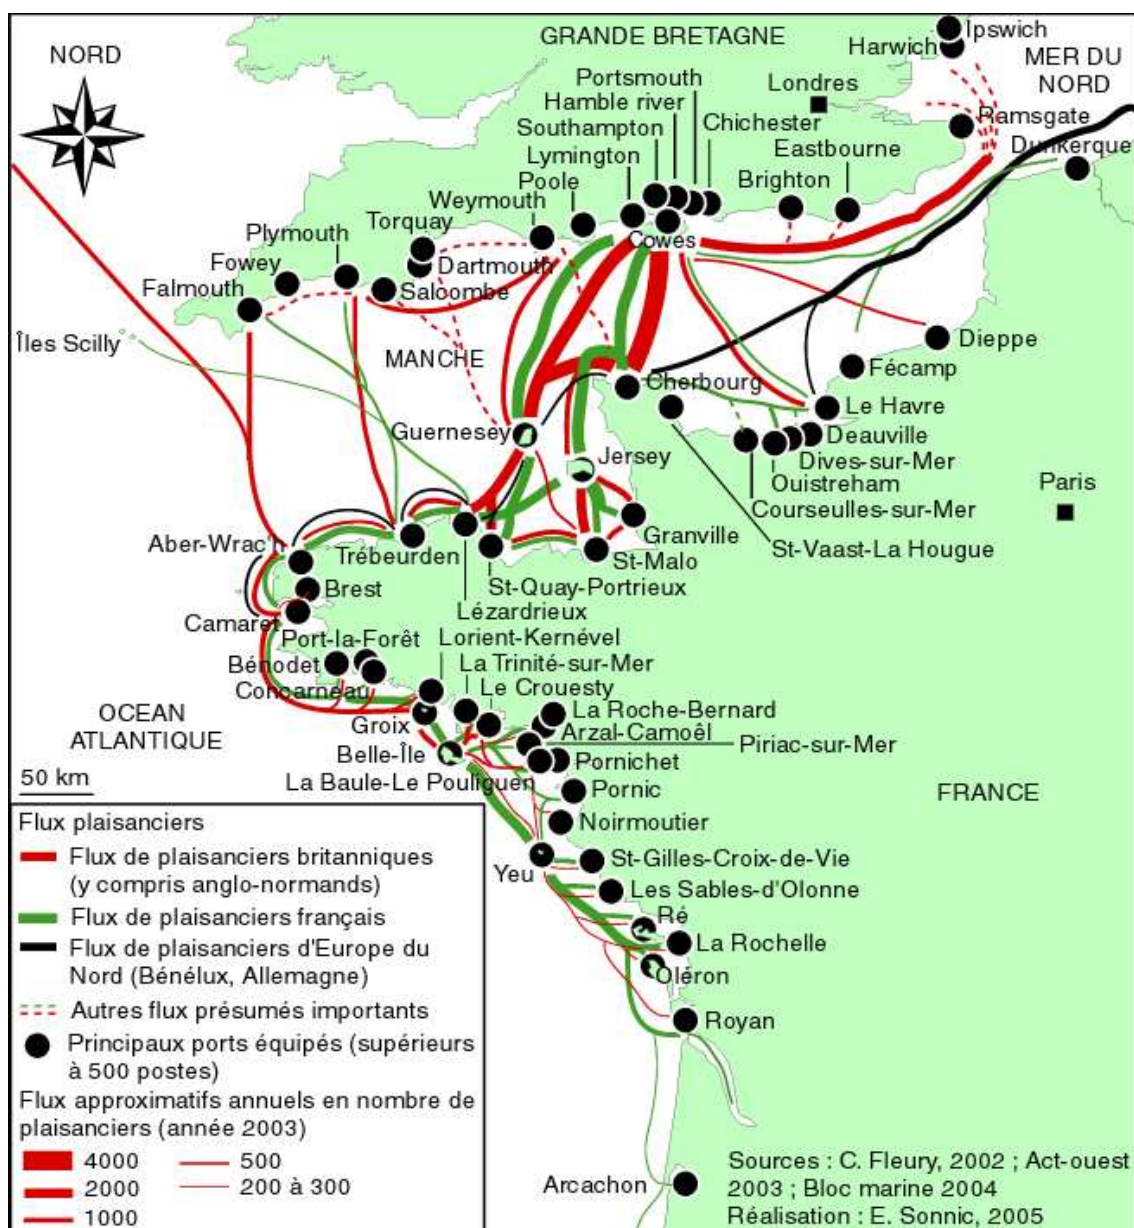 NORD
GRANDE BRETAGNE
Ipswich
Harwich
MER DU
NORD
Portsmouth
Londres
Hamble river
Southampton
Chichester
Ramsgate
Lymington
Eastbourne
Dunkerque
Poole
Brighton
Weymouth
Torquay
Plymouth
Cowes
Fowey
Dartmouth
Falmouth
Salcombe
Îles Scilly
MANCHE
Dieppe
Fécamp
Cherbourg
Le Havre
Guernesey
Deauville
Jersey
Dives-sur-Mer
Ouistreham
Paris
Courseulles-sur-Mer
Granville
St-Vaast-La Hougue
Aber-Wrac'h
Trébeurden
St-Malo
St-Quay-Portrieux
Brest
Lézardrieux
Camaret
Port-la-Forêt
Lorient-Kernével
Bénodet
La Trinité-sur-Mer
Concarneau
Le Crouesty
OCEAN
ATLANTIQUE
La Roche-Bernard
Groix
Arzal-Camoêl
Piriac-sur-Mer
Belle-Île
Pornichet
La Baule-Le Pouliguen
50 km
Pornic
FRANCE
Noirmoutier
Yeu
St-Gilles-Croix-de-Vie
Les Sables-d'Olonne
Ré
La Rochelle
Oléron
Royan
Arcachon
Flux plaisanciers
Flux de plaisanciers britanniques
(y compris anglo-normands)
Flux de plaisanciers français
Flux de plaisanciers d'Europe du
Nord (Bénélux, Allemagne)
Autres flux présumés importants
Principaux ports équipés (supérieurs
à 500 postes)
Flux approximatifs annuels en nombre de
plaisanciers (année 2003)
4000
500
2000
200 à 300
1000
Sources : C. Fleury, 2002 ; Act-ouest
2003 ; Bloc marine 2004
Réalisation : E. Sonnic, 2005